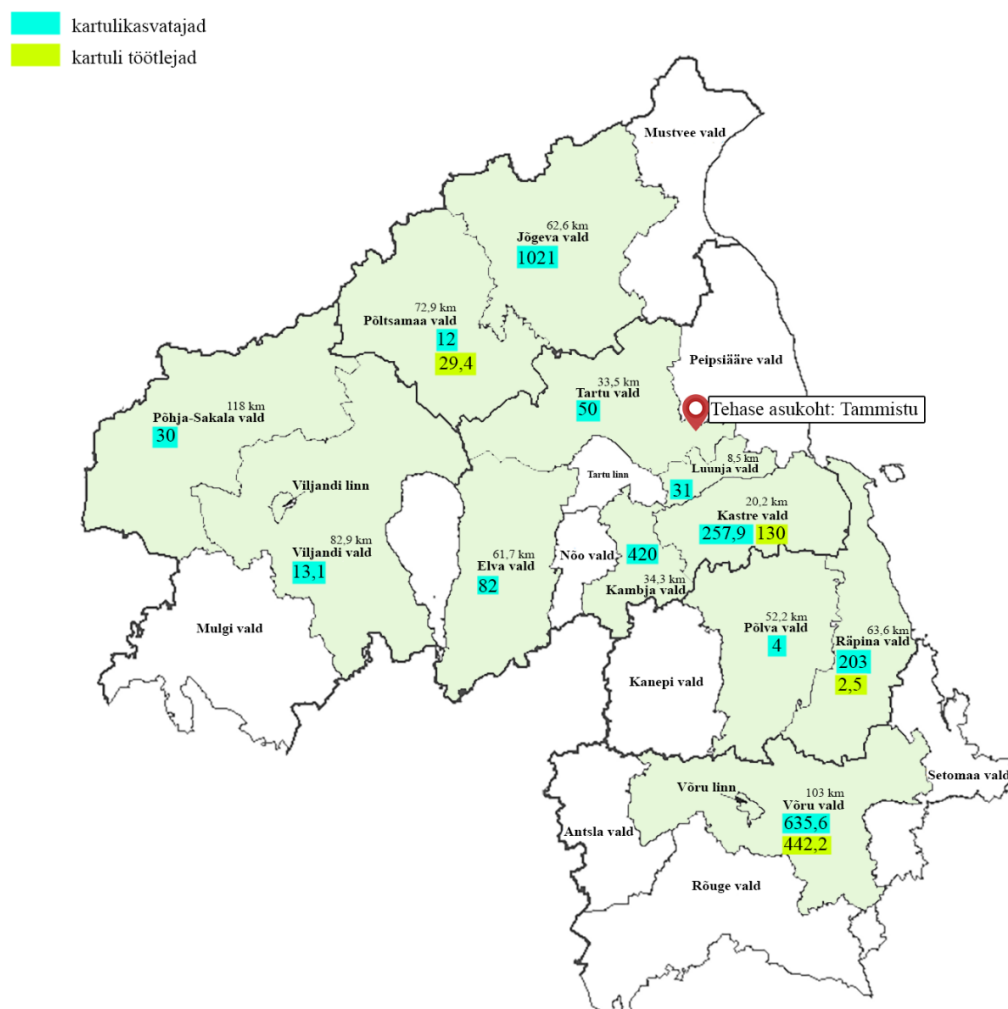 kartulikasvatajad
kartuli töötlejad
Mustvee vald
62,6 km
Jõgeva vald
1021
72,9 km
Põltsamaa vald
12
29,4
Peipsiääre vald
33,5 km
Tartu vald
50
Tehase asukoht: Tammistu
118 km
Põhja-Sakala vald
30
8,5 km
Luunja vald
31
Tartu linn
Viljandi linn
20,2 km
Kastre vald
257,9
130
82,9 km
Viljandi vald
13,1
61,7 km
Elva vald
82
Nõo vald
420
34,3 km
Kambja vald
52,2 km
Põlva vald
4
63,6 km
Räpina vald
203
2,5
Mulgi vald
Kanepi vald
Setomaa vald
Võru linn
103 km
Võru vald
635,6
442,2
Antsla vald
Rõuge vald